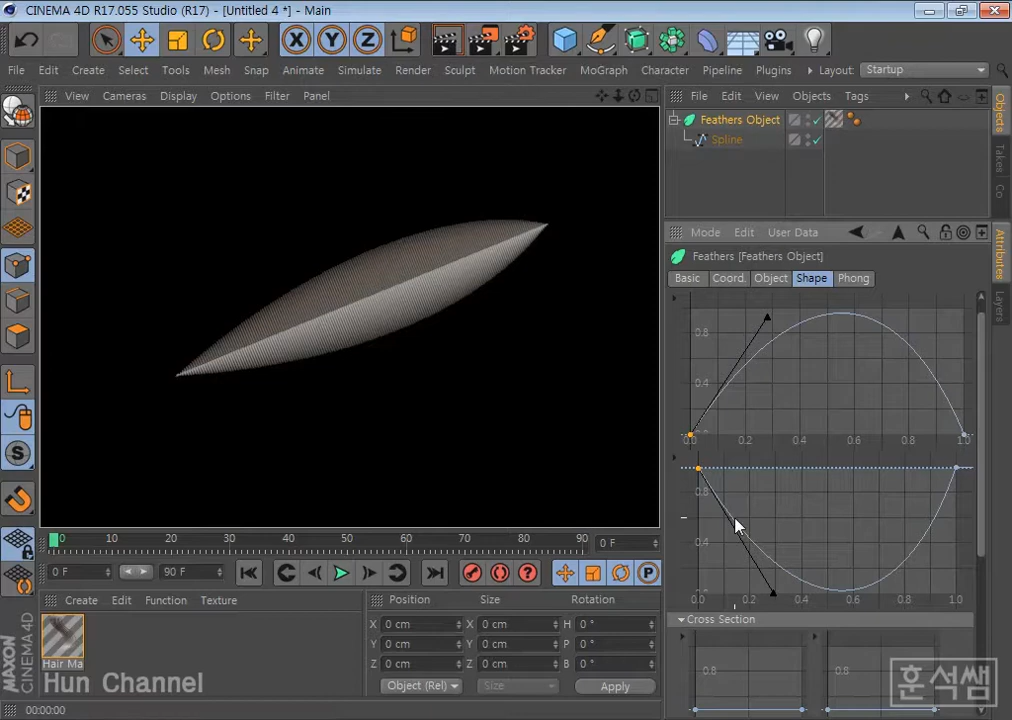 CINEMA 4D R17.055 Studio (R17) - [Untitled 4 *] - Main
File Edit Create Select Tools Mesh Snap Animate Simulate Render Sculpt Motion Tracker MoGraph Character Pipeline Plugins Layout: Startup
View Cameras Display Options Filter Panel
File Edit View Objects Tags
Feathers Object
Spline
Objects
Takes
Co
Mode Edit User Data
Feathers [Feathers Object]
Basic Coord. Object Shape Phong
Attributes
Layers
0.8
0.4
0.0 0.2 0.4 0.6 0.8 1.0
0.8
0.4
0.0 0.2 0.4 0.6 0.8 1.0
Cross Section
0.8 0.8
0 10 20 30 40 50 60 70 80 90 0 F
0 F 90 F
Create Edit Function Texture
Hair Ma
Position Size Rotation
X 0 cm X 0 cm H 0 °
Y 0 cm Y 0 cm P 0 °
Z 0 cm Z 0 cm B 0 °
Object (Rel) Size Apply
MAXON
CINEMA 4D
Hun Channel
훈석쌤
00:00:00